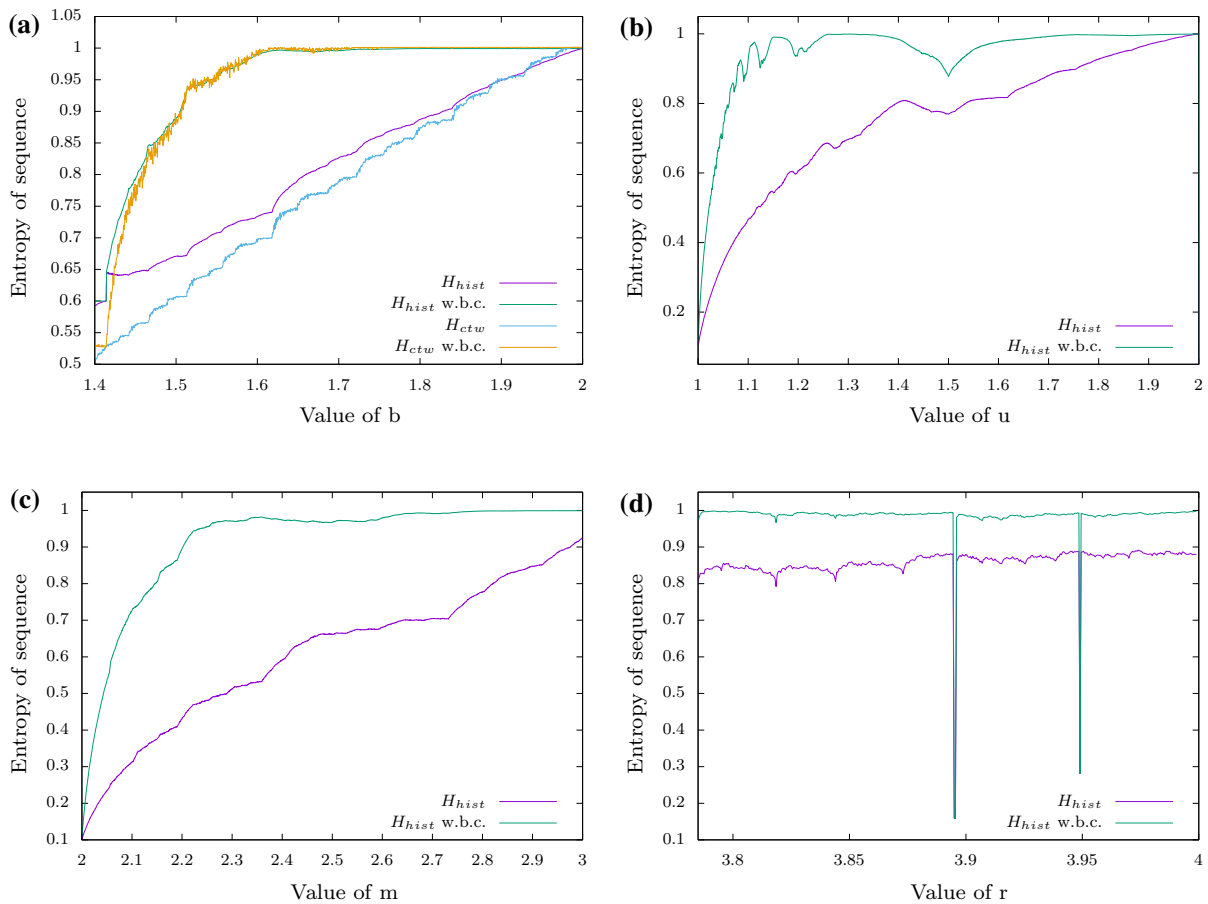 (a)
1.05
1
0.95
0.9
0.85
0.8
0.75
0.7
0.65
0.6
0.55
0.5
Entropy of sequence
H_hist
H_hist w.b.c.
H_ctw
H_ctw w.b.c.
1.4 1.5 1.6 1.7 1.8 1.9 2
Value of b
(b)
1
0.8
0.6
0.4
0.2
Entropy of sequence
H_hist
H_hist w.b.c.
1 1.1 1.2 1.3 1.4 1.5 1.6 1.7 1.8 1.9 2
Value of u
(c)
1
0.9
0.8
0.7
0.6
0.5
0.4
0.3
0.2
0.1
Entropy of sequence
H_hist
H_hist w.b.c.
2 2.1 2.2 2.3 2.4 2.5 2.6 2.7 2.8 2.9 3
Value of m
(d)
1
0.9
0.8
0.7
0.6
0.5
0.4
0.3
0.2
0.1
Entropy of sequence
H_hist
H_hist w.b.c.
3.8 3.85 3.9 3.95 4
Value of r